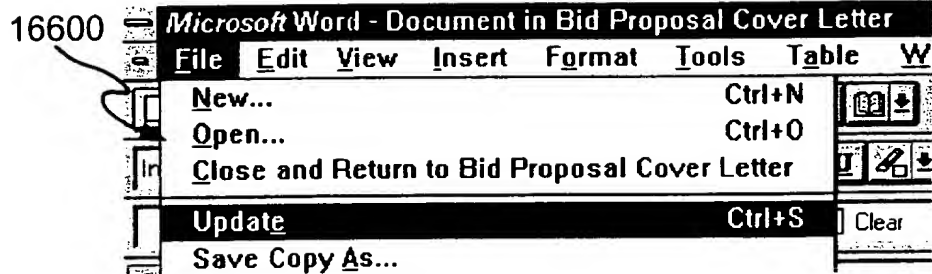 16600
Microsoft Word - Document in Bid Proposal Cover Letter
File Edit View Insert Format Tools Table W
New... Ctrl+N
Open... Ctrl+O
In
Close and Return to Bid Proposal Cover Letter
Update Ctrl+S
Clear
Save Copy As...